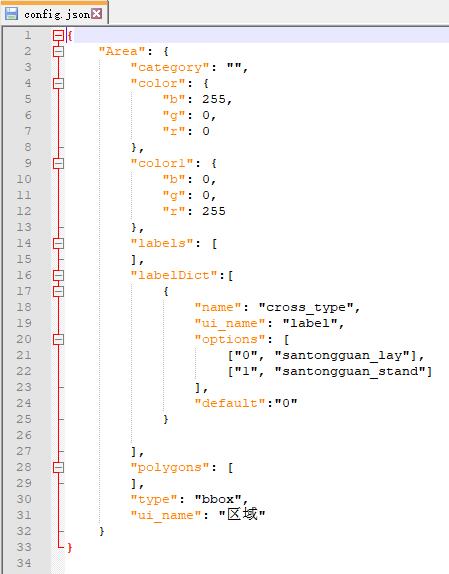 config.json
1 {
2 "Area": {
3 "category": "",
4 "color": {
5 "b": 255,
6 "g": 0,
7 "r": 0
8 },
9 "color1": {
10 "b": 0,
11 "g": 0,
12 "r": 255
13 },
14 "labels": [
15 ],
16 "labelDict":[
17 {
18 "name": "cross_type",
19 "ui_name": "label",
20 "options": [
21 ["0", "santongguan_lay"],
22 ["1", "santongguan_stand"]
23 ],
24 "default":"0"
25 }
26
27 ],
28 "polygons": [
29 ],
30 "type": "bbox",
31 "ui_name": "区域"
32 }
33 }
34